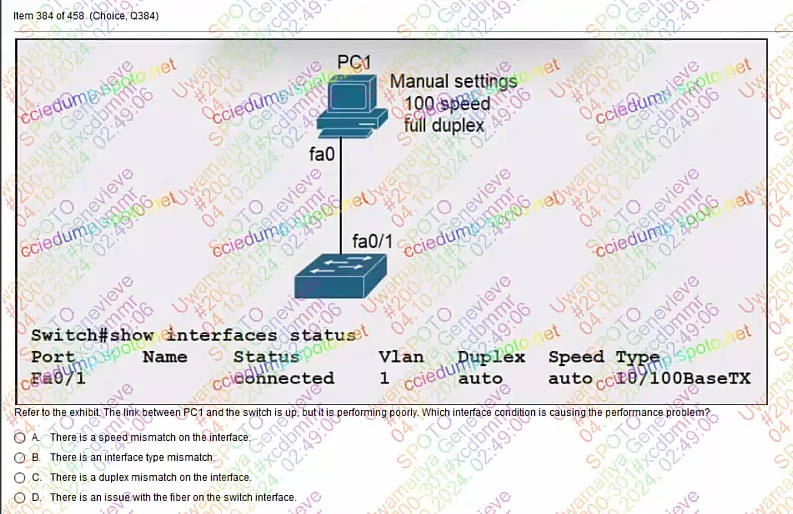 Item 384 of 458 (Choice, Q384)
PC1
Manual settings
100 speed
full duplex
fa0
fa0/1
Switch#show interfaces status
Port Name Status Vlan Duplex Speed Type
Fa0/1 connected 1 auto auto 10/100BaseTX
Refer to the exhibit. The link between PC1 and the switch is up, but it is performing poorly. Which interface condition is causing the performance problem?
A. There is a speed mismatch on the interface.
B. There is an interface type mismatch.
C. There is a duplex mismatch on the interface.
D. There is an issue with the fiber on the switch interface.
cciedump.spoto.net